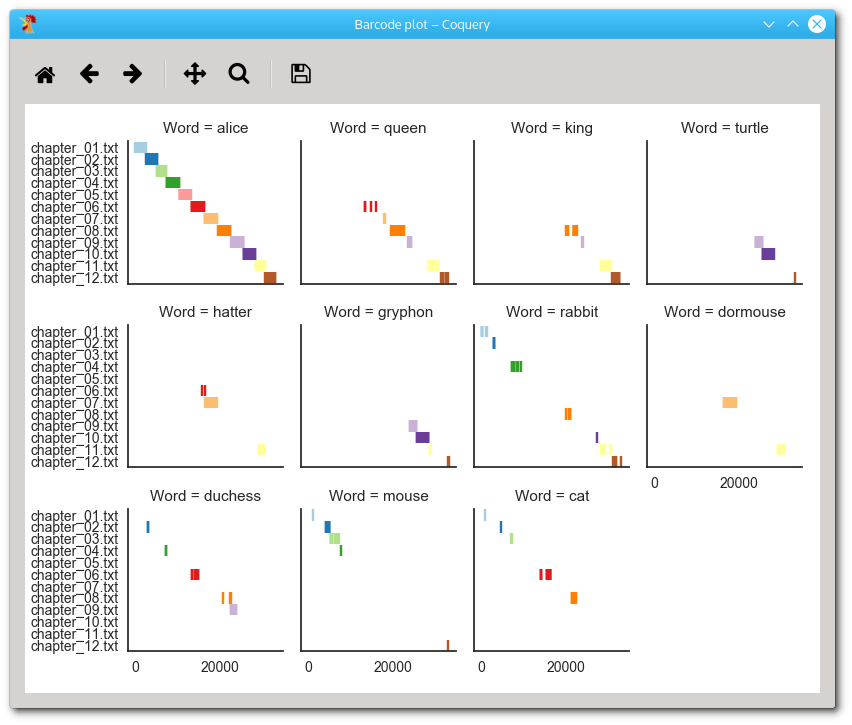 Barcode plot – Coquery
Word = alice
Word = queen
Word = king
Word = turtle
chapter_01.txt
chapter_02.txt
chapter_03.txt
chapter_04.txt
chapter_05.txt
chapter_06.txt
chapter_07.txt
chapter_08.txt
chapter_09.txt
chapter_10.txt
chapter_11.txt
chapter_12.txt
Word = hatter
Word = gryphon
Word = rabbit
Word = dormouse
chapter_01.txt
chapter_02.txt
chapter_03.txt
chapter_04.txt
chapter_05.txt
chapter_06.txt
chapter_07.txt
chapter_08.txt
chapter_09.txt
chapter_10.txt
chapter_11.txt
chapter_12.txt
0 20000
Word = duchess
Word = mouse
Word = cat
chapter_01.txt
chapter_02.txt
chapter_03.txt
chapter_04.txt
chapter_05.txt
chapter_06.txt
chapter_07.txt
chapter_08.txt
chapter_09.txt
chapter_10.txt
chapter_11.txt
chapter_12.txt
0 20000
0 20000
0 20000